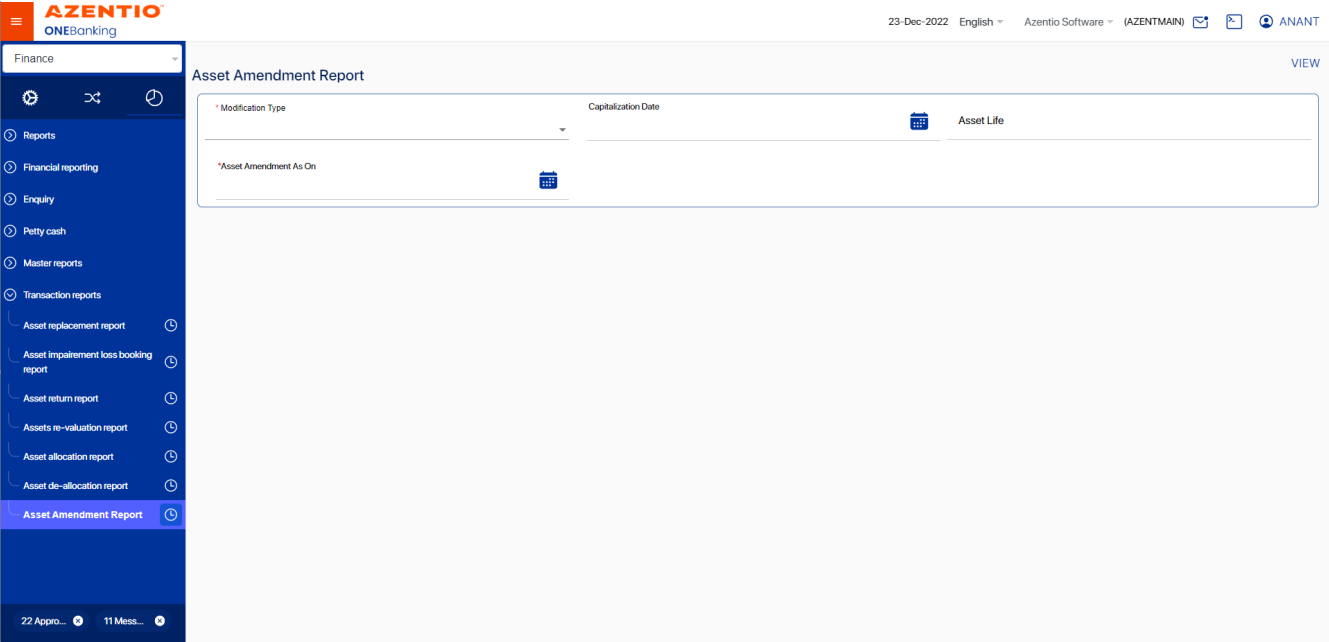 AZENTIO™
ONEBanking
23-Dec-2022 English Azentio Software (AZENTMAIN) ANANT
Finance
VIEW
Asset Amendment Report
* Modification Type
Capitalization Date
Asset Life
*Asset Amendment As On
Reports
Financial reporting
Enquiry
Petty cash
Master reports
Transaction reports
Asset replacement report
Asset impairement loss booking
report
Asset return report
Assets re-valuation report
Asset allocation report
Asset de-allocation report
Asset Amendment Report
22 Appro... 11 Mess...